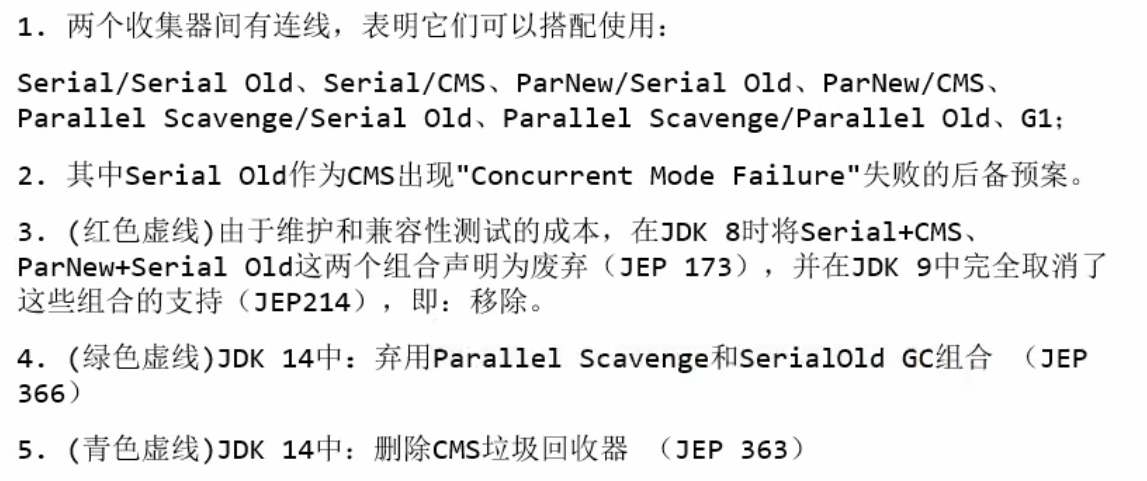 1. 两个收集器间有连线，表明它们可以搭配使用：
Serial/Serial Old、Serial/CMS、ParNew/Serial Old、ParNew/CMS、
Parallel Scavenge/Serial Old、Parallel Scavenge/Parallel Old、G1；
2. 其中Serial Old作为CMS出现"Concurrent Mode Failure"失败的后备预案。
3. (红色虚线)由于维护和兼容性测试的成本，在JDK 8时将Serial+CMS、
ParNew+Serial Old这两个组合声明为废弃（JEP 173），并在JDK 9中完全取消了
这些组合的支持（JEP214），即：移除。
4. (绿色虚线)JDK 14中：弃用Parallel Scavenge和SerialOld GC组合 （JEP
366）
5. (青色虚线)JDK 14中：删除CMS垃圾回收器 （JEP 363）